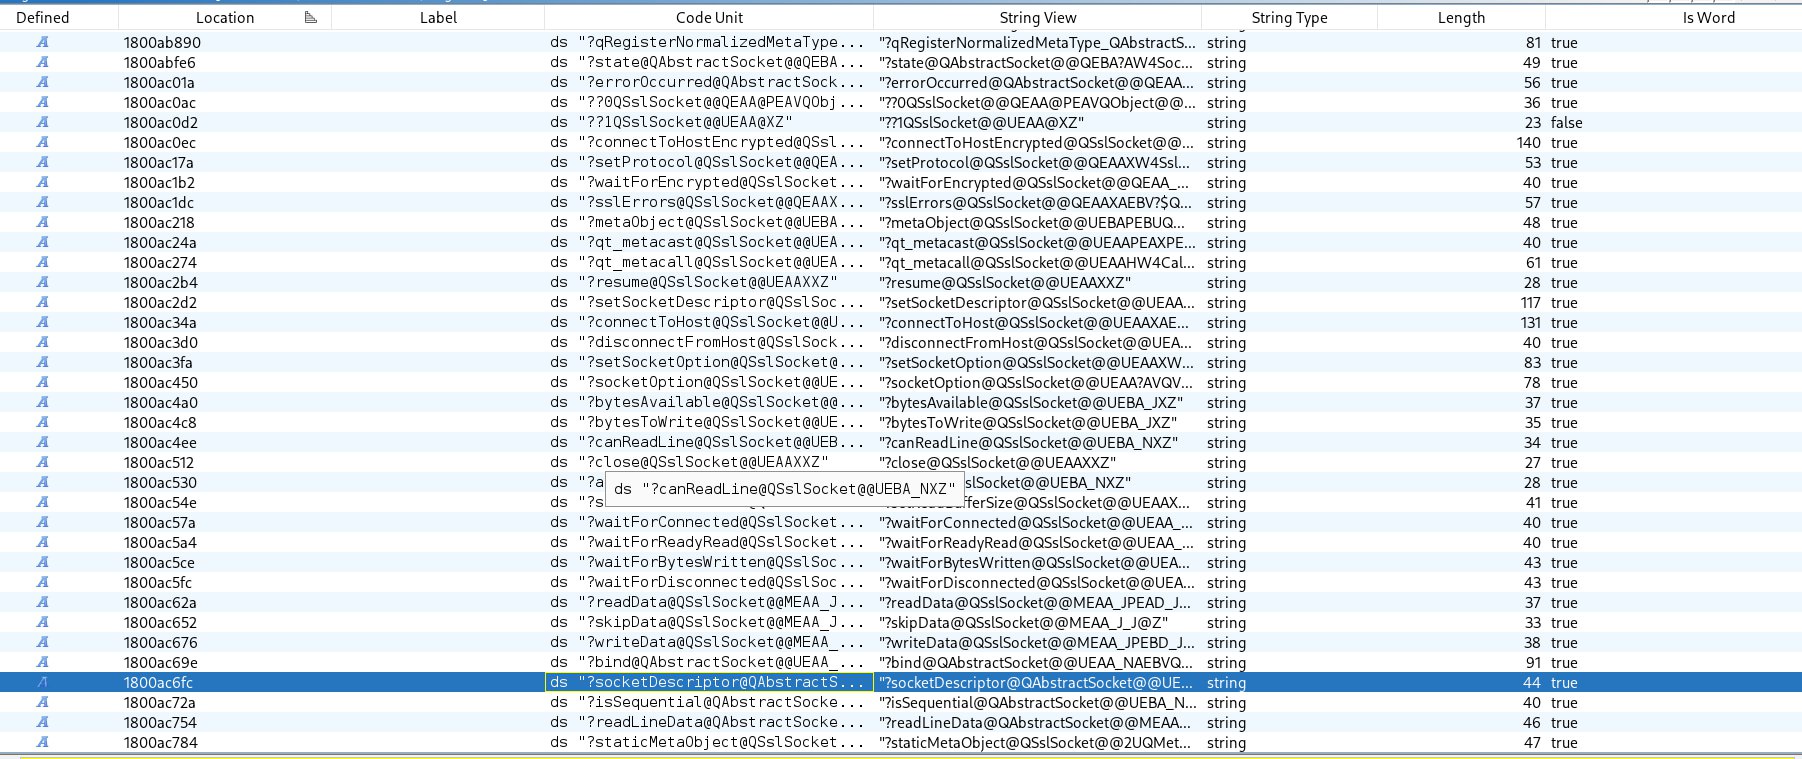 Defined Location Label Code Unit String View String Type Length Is Word
1800ab890 ds "?qRegisterNormalizedMetaType... "?qRegisterNormalizedMetaType_QAbstractS... string 81 true
1800abfe6 ds "?state@QAbstractSocket@@QEBA... "?state@QAbstractSocket@@QEBA?AW4Soc... string 49 true
1800ac01a ds "?errorOccurred@QAbstractSock... "?errorOccurred@QAbstractSocket@@QEAA... string 56 true
1800ac0ac ds "??0QSslSocket@@QEAA@PEAVQObj... "??0QSslSocket@@QEAA@PEAVQObject@@... string 36 true
1800ac0d2 ds "??1QSslSocket@@UEAA@XZ" "??1QSslSocket@@UEAA@XZ" string 23 false
1800ac0ec ds "?connectToHostEncrypted@QSsl... "?connectToHostEncrypted@QSslSocket@@... string 140 true
1800ac17a ds "?setProtocol@QSslSocket@@QEA... "?setProtocol@QSslSocket@@QEAAXW4Ssl... string 53 true
1800ac1b2 ds "?waitForEncrypted@QSslSocket... "?waitForEncrypted@QSslSocket@@QEAA_... string 40 true
1800ac1dc ds "?sslErrors@QSslSocket@@QEAAX... "?sslErrors@QSslSocket@@QEAAXAEBV?$Q... string 57 true
1800ac218 ds "?metaObject@QSslSocket@@UEBA... "?metaObject@QSslSocket@@UEBAPEBUQ... string 48 true
1800ac24a ds "?qt_metacast@QSslSocket@@UEA... "?qt_metacast@QSslSocket@@UEAAPEAXPE... string 40 true
1800ac274 ds "?qt_metacall@QSslSocket@@UEA... "?qt_metacall@QSslSocket@@UEAAHW4Cal... string 61 true
1800ac2b4 ds "?resume@QSslSocket@@UEAAXXZ" "?resume@QSslSocket@@UEAAXXZ" string 28 true
1800ac2d2 ds "?setSocketDescriptor@QSslSoc... "?setSocketDescriptor@QSslSocket@@UEAA... string 117 true
1800ac34a ds "?connectToHost@QSslSocket@@U... "?connectToHost@QSslSocket@@UEAAXAE... string 131 true
1800ac3d0 ds "?disconnectFromHost@QSslSock... "?disconnectFromHost@QSslSocket@@UEA... string 40 true
1800ac3fa ds "?setSocketOption@QSslSocket@... "?setSocketOption@QSslSocket@@UEAAXW... string 83 true
1800ac450 ds "?socketOption@QSslSocket@@UE... "?socketOption@QSslSocket@@UEAA?AVQV... string 78 true
1800ac4a0 ds "?bytesAvailable@QSslSocket@@... "?bytesAvailable@QSslSocket@@UEBA_JXZ" string 37 true
1800ac4c8 ds "?bytesToWrite@QSslSocket@@UE... "?bytesToWrite@QSslSocket@@UEBA_JXZ" string 35 true
1800ac4ee ds "?canReadLine@QSslSocket@@UEB... "?canReadLine@QSslSocket@@UEBA_NXZ" string 34 true
1800ac512 ds "?close@QSslSocket@@UEAAXXZ" "?close@QSslSocket@@UEAAXXZ" string 27 true
1800ac530 ds "?a slSocket@@UEBA_NXZ" string 28 true
ds "?canReadLine@QSslSocket@@UEBA_NXZ"
1800ac54e ds "?s fferSize@QSslSocket@@UEAAX... string 41 true
1800ac57a ds "?waitForConnected@QSslSocket... "?waitForConnected@QSslSocket@@UEAA_... string 40 true
1800ac5a4 ds "?waitForReadyRead@QSslSocket... "?waitForReadyRead@QSslSocket@@UEAA_... string 40 true
1800ac5ce ds "?waitForBytesWritten@QSslSoc... "?waitForBytesWritten@QSslSocket@@UEA... string 43 true
1800ac5fc ds "?waitForDisconnected@QSslSoc... "?waitForDisconnected@QSslSocket@@UEA... string 43 true
1800ac62a ds "?readData@QSslSocket@@MEAA_J... "?readData@QSslSocket@@MEAA_JPEAD_J... string 37 true
1800ac652 ds "?skipData@QSslSocket@@MEAA_J... "?skipData@QSslSocket@@MEAA_J_J@Z" string 33 true
1800ac676 ds "?writeData@QSslSocket@@MEAA_... "?writeData@QSslSocket@@MEAA_JPEBD_J... string 38 true
1800ac69e ds "?bind@QAbstractSocket@@UEAA_... "?bind@QAbstractSocket@@UEAA_NAEBVQ... string 91 true
1800ac6fc ds "?socketDescriptor@QAbstractS... "?socketDescriptor@QAbstractSocket@@UE... string 44 true
1800ac72a ds "?isSequential@QAbstractSocke... "?isSequential@QAbstractSocket@@UEBA_N... string 40 true
1800ac754 ds "?readLineData@QAbstractSocke... "?readLineData@QAbstractSocket@@MEAA... string 46 true
1800ac784 ds "?staticMetaObject@QSslSocket... "?staticMetaObject@QSslSocket@@2UQMet... string 47 true